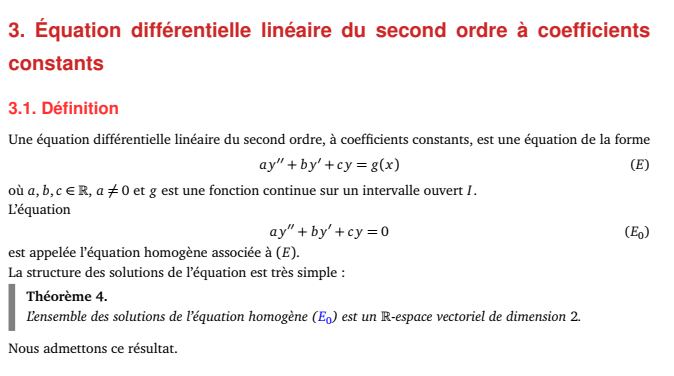 3. Équation différentielle linéaire du second ordre à coefficients
constants
3.1. Définition
Une équation différentielle linéaire du second ordre, à coefficients constants, est une équation de la forme
ay″ + by′ + cy = g(x) (E)
où a, b, c ∈ ℝ, a ≠ 0 et g est une fonction continue sur un intervalle ouvert I.
L'équation
ay″ + by′ + cy = 0 (E₀)
est appelée l'équation homogène associée à (E).
La structure des solutions de l'équation est très simple :
Théorème 4.
L'ensemble des solutions de l'équation homogène (E₀) est un ℝ-espace vectoriel de dimension 2.
Nous admettons ce résultat.